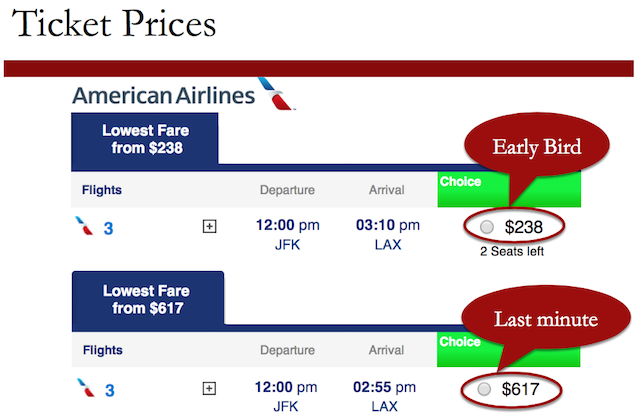 Ticket Prices
American Airlines
Lowest Fare
from $238
Early Bird
Flights Departure Arrival Choice
3 12:00 pm 03:10 pm $238
JFK LAX 2 Seats left
Lowest Fare
from $617
Last minute
Flights Departure Arrival Choice
3 12:00 pm 02:55 pm $617
JFK LAX